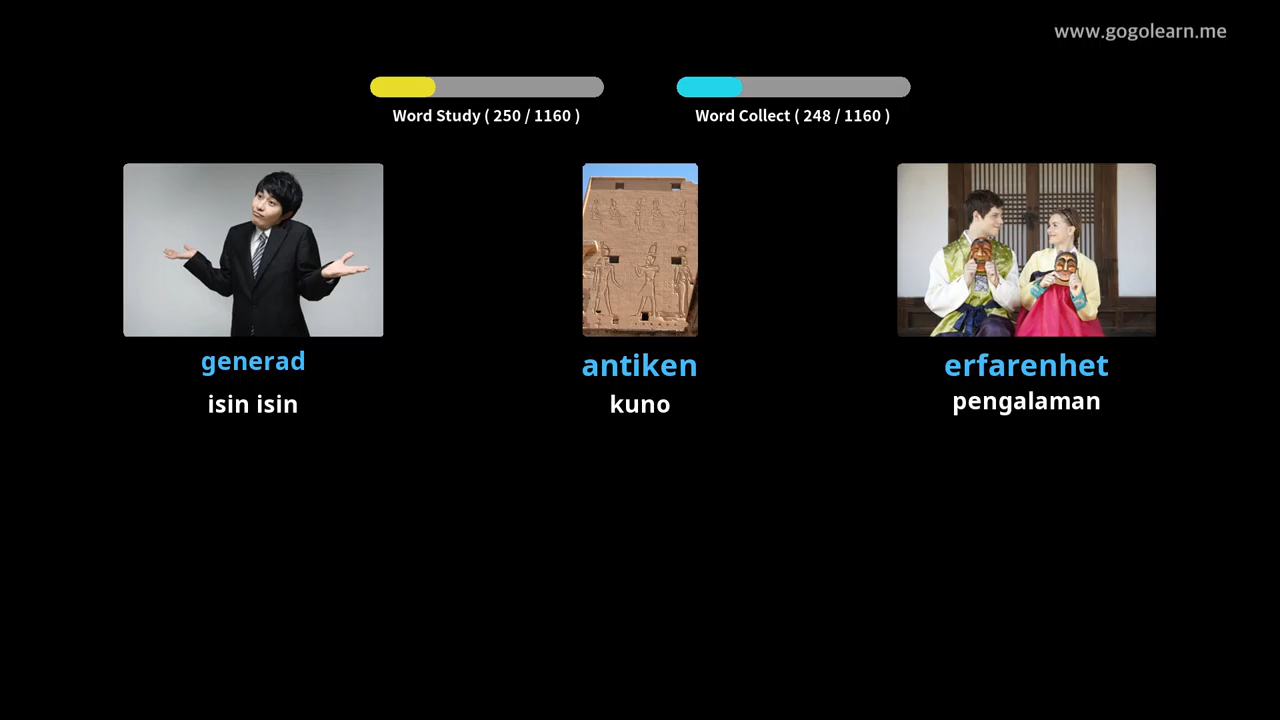 www.gogolearn.me
Word Study ( 250 / 1160 )
Word Collect ( 248 / 1160 )
generad
antiken
erfarenhet
isin isin
kuno
pengalaman